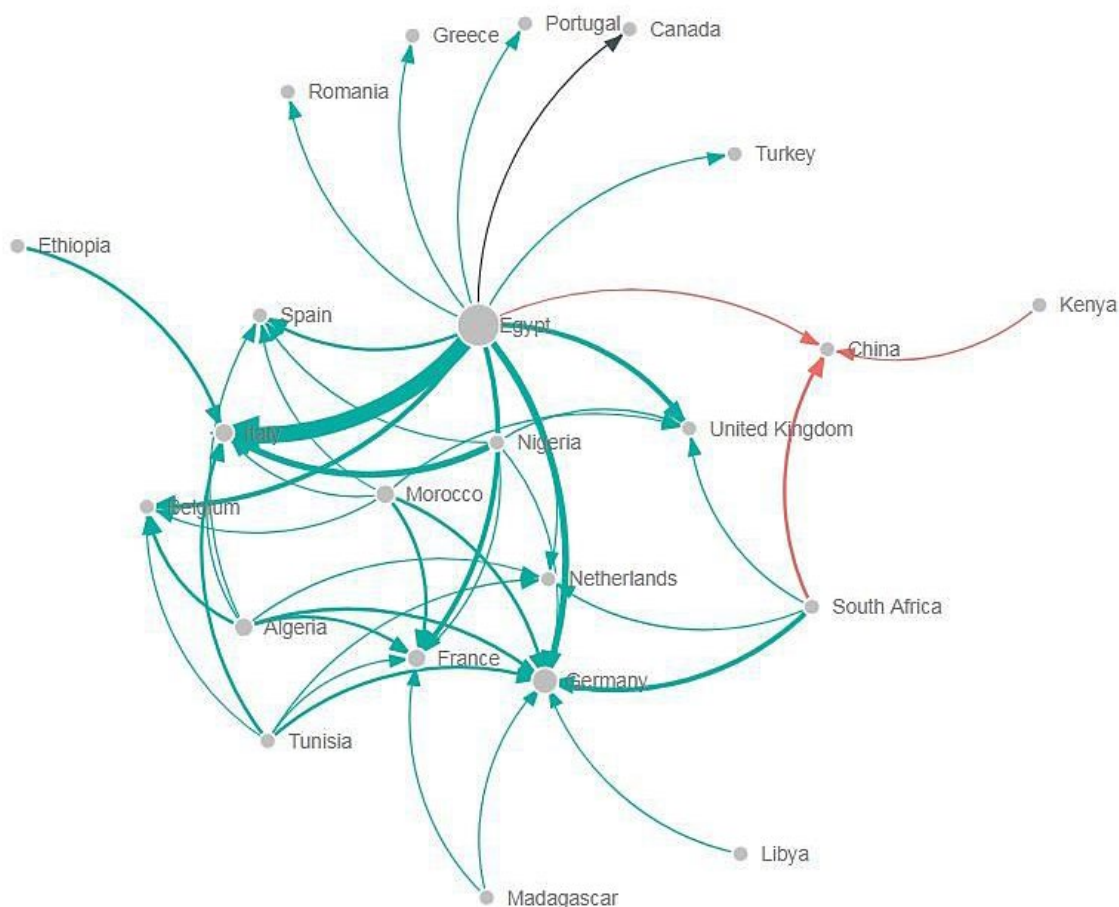 Portugal
Canada
Greece
Romania
Turkey
Ethiopia
Kenya
Spain
Egypt
China
United Kingdom
Italy
Nigeria
Morocco
Belgium
Netherlands
South Africa
Algeria
France
Germany
Tunisia
Libya
Madagascar